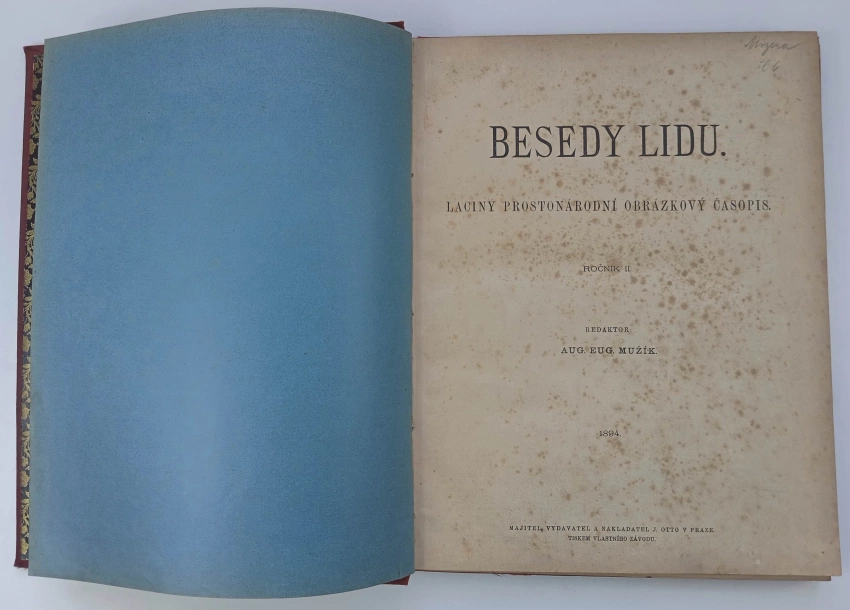 BESEDY LIDU.
LACINÝ PROSTONÁRODNÍ OBRÁZKOVÝ ČASOPIS.
ROČNÍK II.
REDAKTOR
AUG. EUG. MUŽÍK.
1894.
MAJITEL, VYDAVATEL A NAKLADATEL J. OTTO V PRAZE.
TISKEM VLASTNÍHO ZÁVODU.